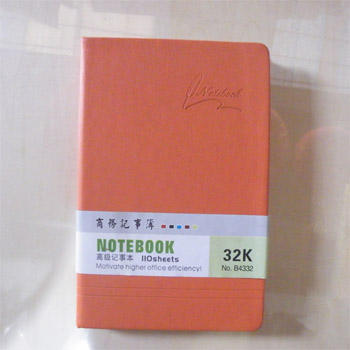 Notebook
商務記事簿
NOTEBOOK
高级记事本 110sheets
Motivate higher office efficiency!
32K
No. B4332